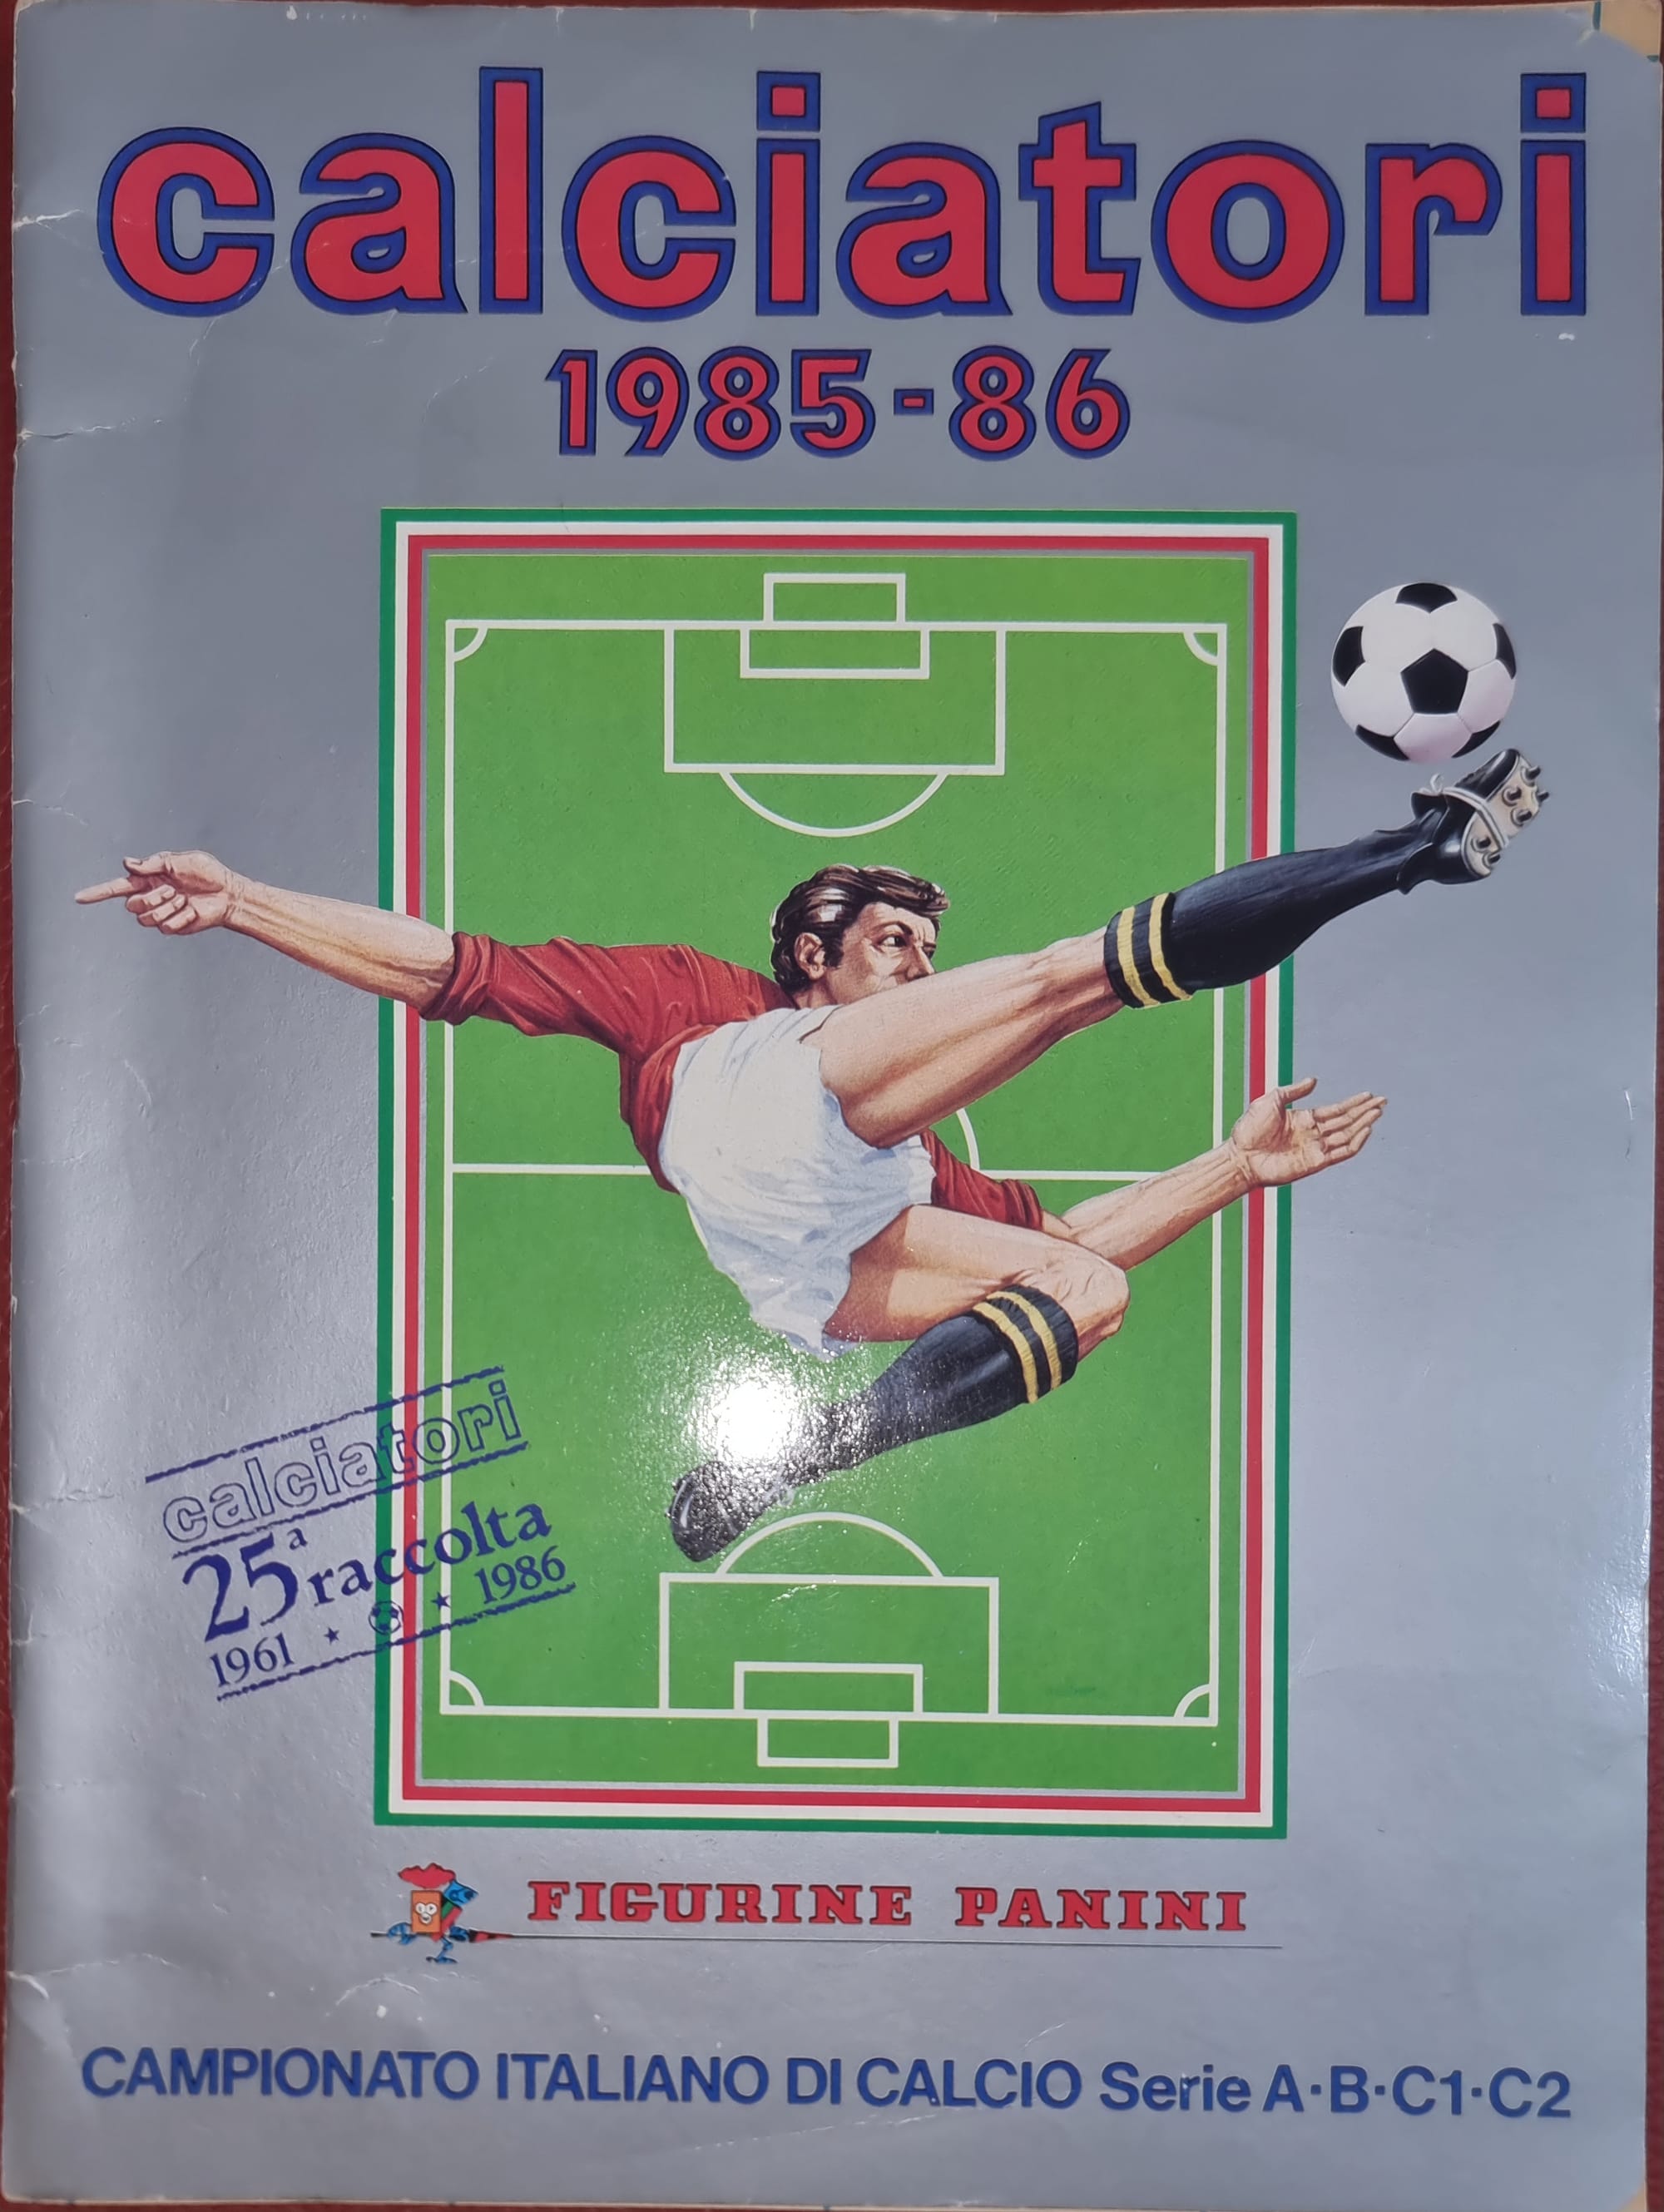 calciatori
1985-86
calciatori
25ª raccolta
1961 ★ ★ 1986
FIGURINE PANINI
CAMPIONATO ITALIANO DI CALCIO Serie A·B·C1·C2